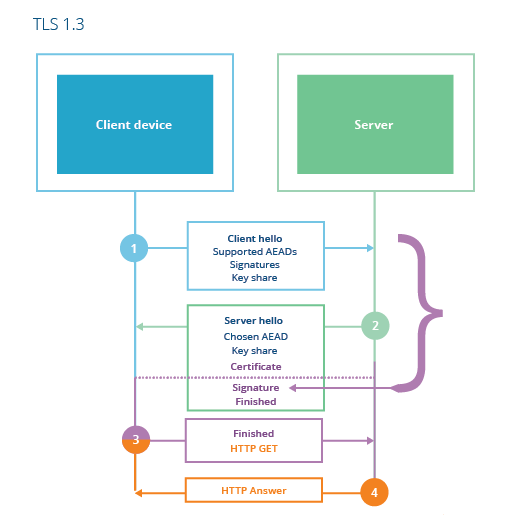 TLS 1.3
Client device
Server
1
Client hello
Supported AEADs
Signatures
Key share
Server hello
2
Chosen AEAD
Key share
Certificate
Signature
Finished
Finished
3
HTTP GET
HTTP Answer
4